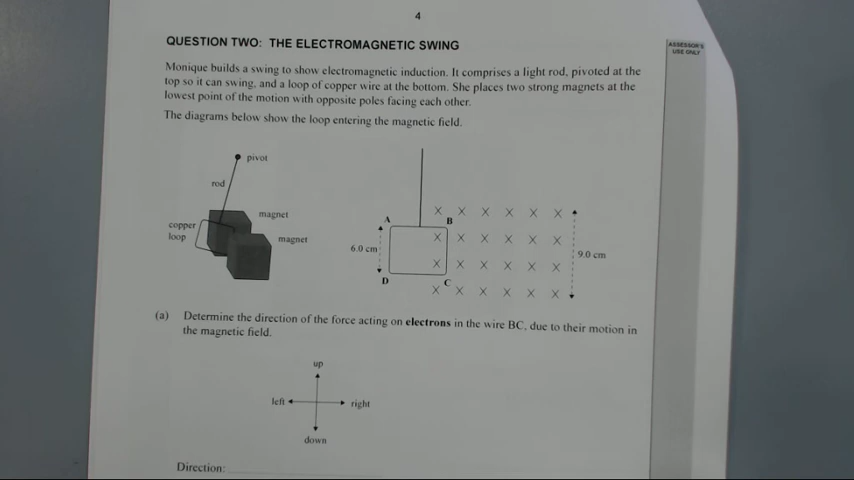 4
QUESTION TWO: THE ELECTROMAGNETIC SWING
ASSESSOR'S
USE ONLY
Monique builds a swing to show electromagnetic induction. It comprises a light rod, pivoted at the
top so it can swing, and a loop of copper wire at the bottom. She places two strong magnets at the
lowest point of the motion with opposite poles facing each other.
The diagrams below show the loop entering the magnetic field.
pivot
rod
magnet
copper
loop
magnet
A
B
6.0 cm
9.0 cm
D
C
X X X X X X
X X X X X X
X X X X X X
X X X X X X
(a) Determine the direction of the force acting on electrons in the wire BC, due to their motion in
the magnetic field.
up
left
right
down
Direction: